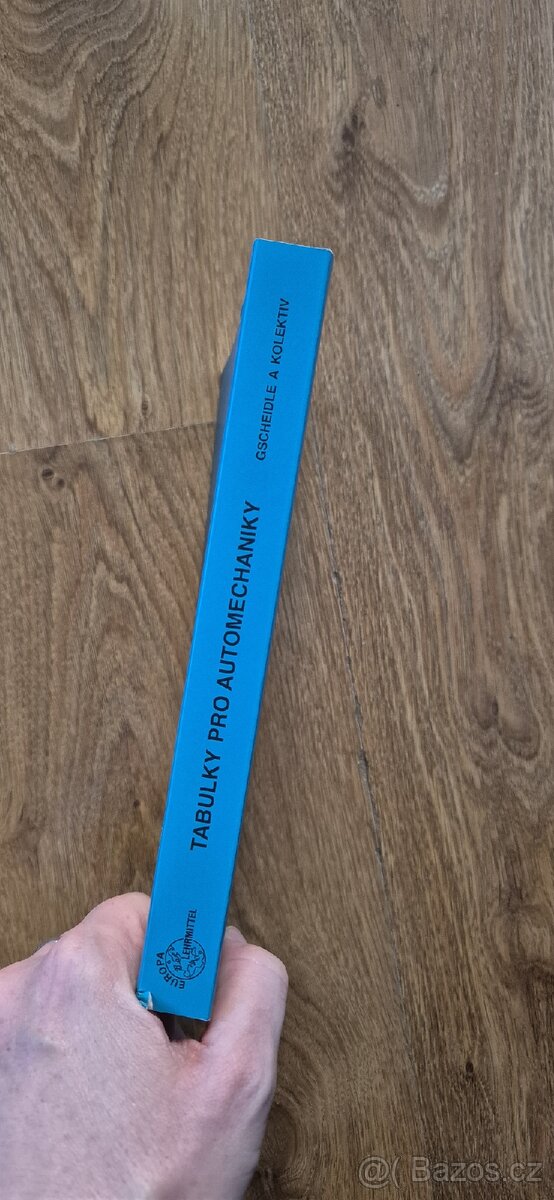 GSCHEIDLE A KOLEKTIV
TABULKY PRO AUTOMECHANIKY
EUROPA
LEHRMITTEL
@( Bazos.cz